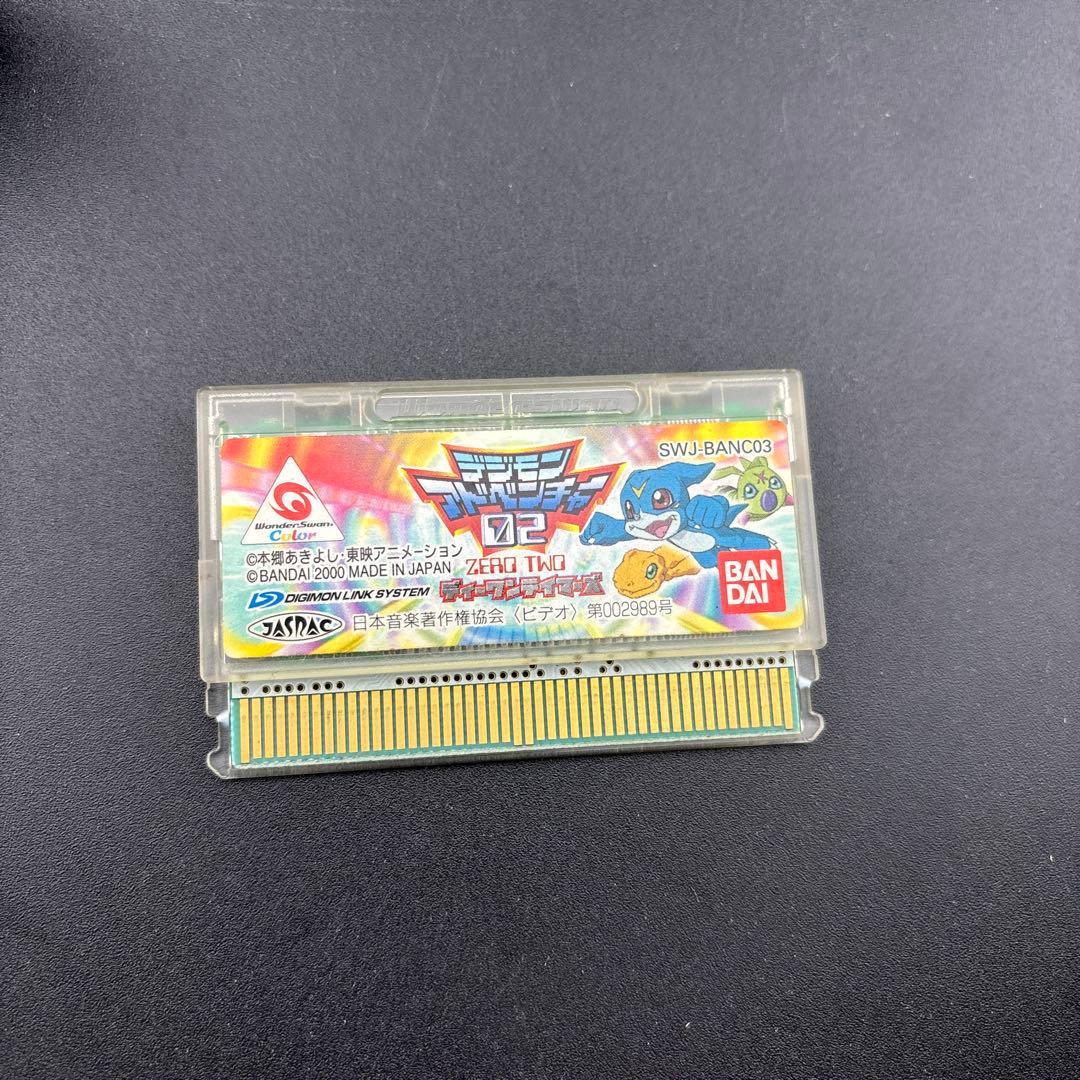 WonderSwan
SWJ-BANC03
デジモン
アドベンチャー
02
ZERO TWO
ディーワンテイマーズ
WonderSwan
Color
©本郷あきよし・東映アニメーション
©BANDAI 2000 MADE IN JAPAN
DIGIMON LINK SYSTEM
JASRAC
日本音楽著作権協会〈ビデオ〉第002989号
BAN
DAI